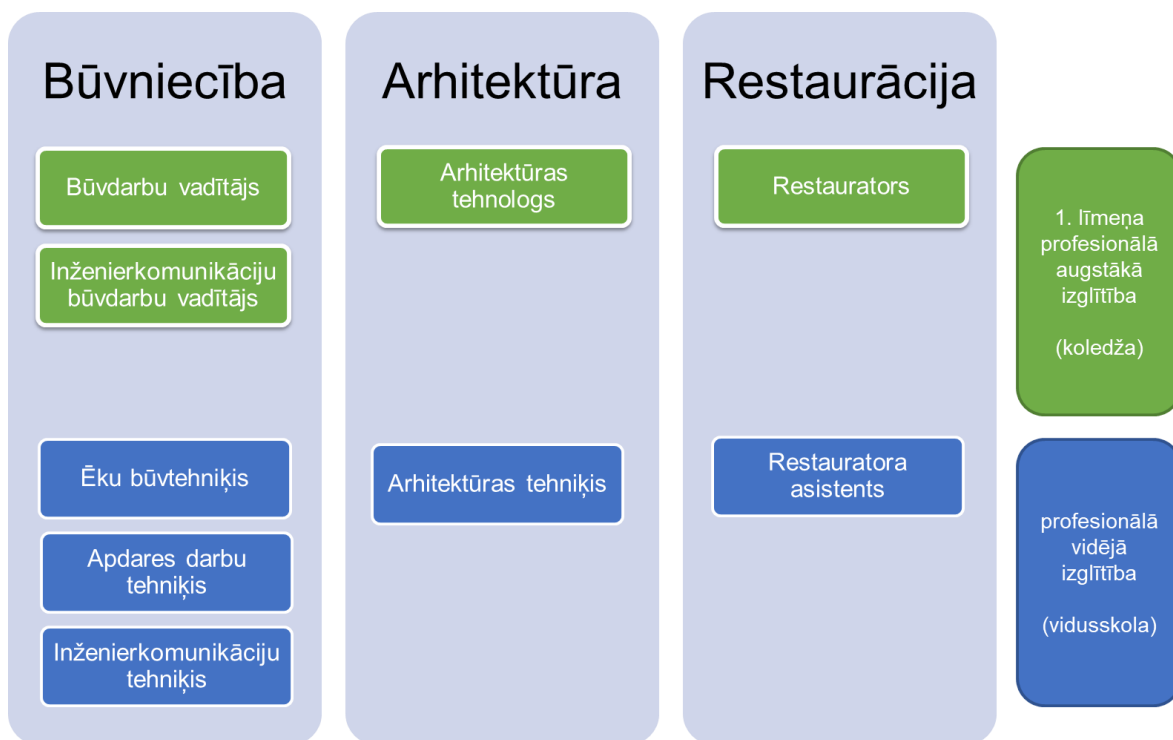 Būvniecība
Būvdarbu vadītājs
Inženierkomunikāciju
būvdarbu vadītājs
Ēku būvtehniķis
Apdares darbu
tehniķis
Inženierkomunikāciju
tehniķis
Arhitektūra
Arhitektūras
tehnologs
Arhitektūras tehniķis
Restaurācija
Restaurators
Restauratora
asistents
1. līmeņa
profesionālā
augstākā
izglītība
(koledža)
profesionālā
vidējā
izglītība
(vidusskola)